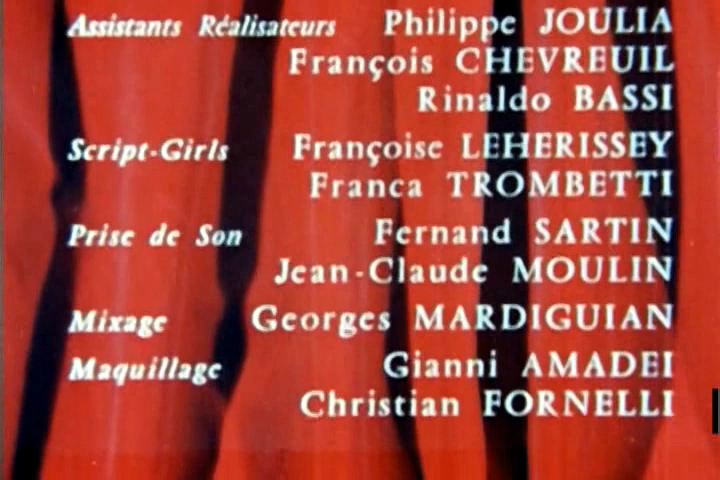 Assistants Réalisateurs Philippe JOULIA
François CHEVREUIL
Rinaldo BASSI
Script-Girls Françoise LEHERISSEY
Franca TROMBETTI
Prise de Son Fernand SARTIN
Jean-Claude MOULIN
Mixage Georges MARDIGUIAN
Maquillage Gianni AMADEI
Christian FORNELLI